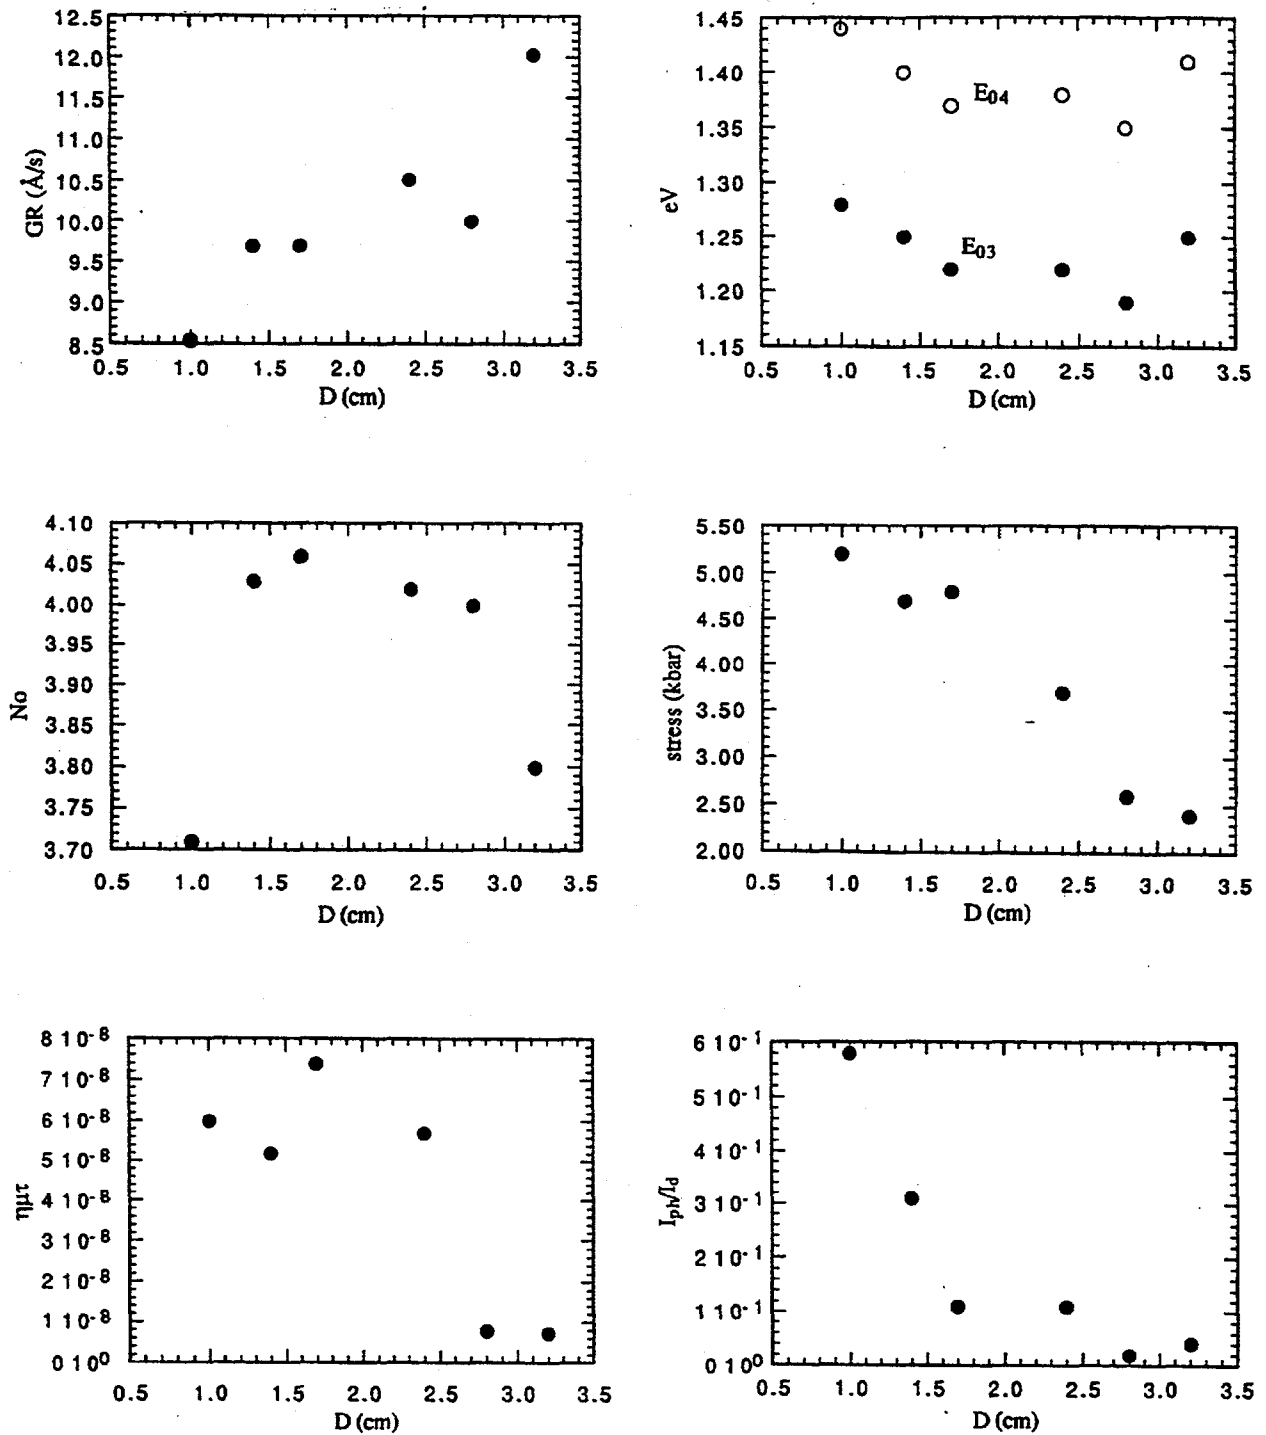 12.5
12.0
11.5
11.0
10.5
10.0
9.5
9.0
8.5
GR (Å/s)
0.5 1.0 1.5 2.0 2.5 3.0 3.5
D (cm)
1.45
1.40
1.35
1.30
1.25
1.20
1.15
eV
E04
E03
0.5 1.0 1.5 2.0 2.5 3.0 3.5
D (cm)
4.10
4.05
4.00
3.95
3.90
3.85
3.80
3.75
3.70
No
0.5 1.0 1.5 2.0 2.5 3.0 3.5
D (cm)
5.50
5.00
4.50
4.00
3.50
3.00
2.50
2.00
stress (kbar)
0.5 1.0 1.5 2.0 2.5 3.0 3.5
D (cm)
8 10-8
7 10-8
6 10-8
5 10-8
4 10-8
3 10-8
2 10-8
1 10-8
0 100
ημτ
0.5 1.0 1.5 2.0 2.5 3.0 3.5
D (cm)
6 10-1
5 10-1
4 10-1
3 10-1
2 10-1
1 10-1
0 100
Iph/Id
0.5 1.0 1.5 2.0 2.5 3.0 3.5
D (cm)